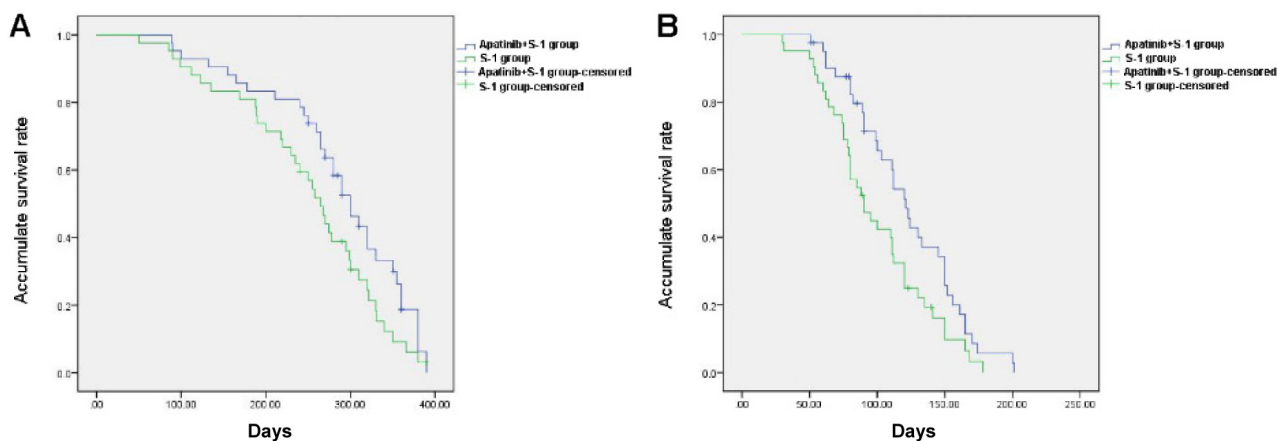 A
Accumulate survival rate
1.0
0.8
0.6
0.4
0.2
0.0
.00 100.00 200.00 300.00 400.00
Days
Apatinib+S-1 group
S-1 group
Apatinib+S-1 group-censored
S-1 group-censored
B
Accumulate survival rate
1.0
0.8
0.6
0.4
0.2
0.0
.00 50.00 100.00 150.00 200.00 250.00
Days
Apatinib+S-1 group
S-1 group
Apatinib+S-1 group-censored
S-1 group-censored